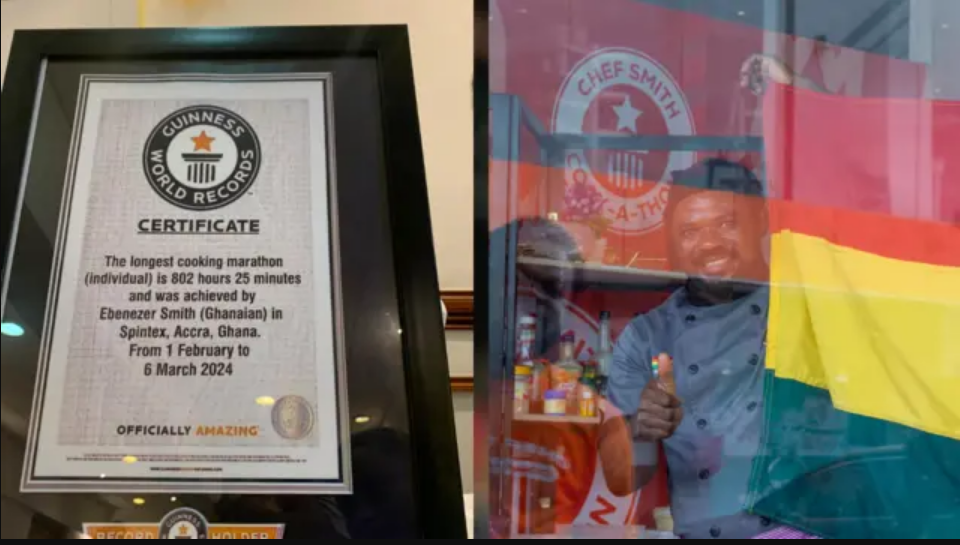 GUINNESS
WORLD RECORDS
CERTIFICATE
The longest cooking marathon
(individual) is 802 hours 25 minutes
and was achieved by
Ebenezer Smith (Ghanaian) in
Spintex, Accra, Ghana.
From 1 February to
6 March 2024
OFFICIALLY AMAZING
RECORD HOLDER
CHEF SMITH
-A-THO